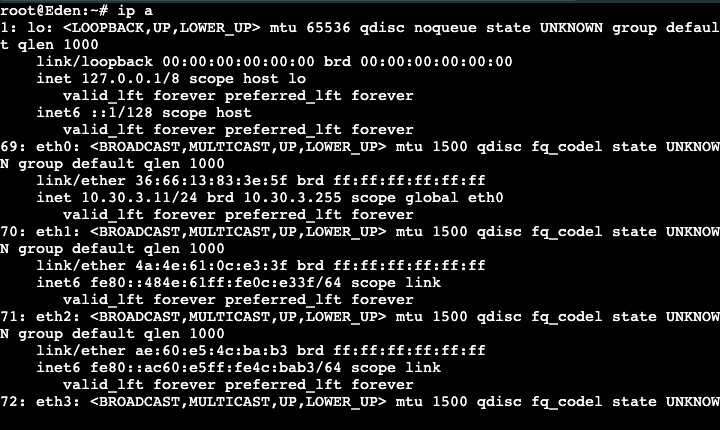 root@Eden:~# ip a
1: lo: <LOOPBACK,UP,LOWER_UP> mtu 65536 qdisc noqueue state UNKNOWN group defaul
t qlen 1000
    link/loopback 00:00:00:00:00:00 brd 00:00:00:00:00:00
    inet 127.0.0.1/8 scope host lo
       valid_lft forever preferred_lft forever
    inet6 ::1/128 scope host
       valid_lft forever preferred_lft forever
69: eth0: <BROADCAST,MULTICAST,UP,LOWER_UP> mtu 1500 qdisc fq_codel state UNKNOW
N group default qlen 1000
    link/ether 36:66:13:83:3e:5f brd ff:ff:ff:ff:ff:ff
    inet 10.30.3.11/24 brd 10.30.3.255 scope global eth0
       valid_lft forever preferred_lft forever
70: eth1: <BROADCAST,MULTICAST,UP,LOWER_UP> mtu 1500 qdisc fq_codel state UNKNOW
N group default qlen 1000
    link/ether 4a:4e:61:0c:e3:3f brd ff:ff:ff:ff:ff:ff
    inet6 fe80::484e:61ff:fe0c:e33f/64 scope link
       valid_lft forever preferred_lft forever
71: eth2: <BROADCAST,MULTICAST,UP,LOWER_UP> mtu 1500 qdisc fq_codel state UNKNOW
N group default qlen 1000
    link/ether ae:60:e5:4c:ba:b3 brd ff:ff:ff:ff:ff:ff
    inet6 fe80::ac60:e5ff:fe4c:bab3/64 scope link
       valid_lft forever preferred_lft forever
72: eth3: <BROADCAST,MULTICAST,UP,LOWER_UP> mtu 1500 qdisc fq_codel state UNKNOW